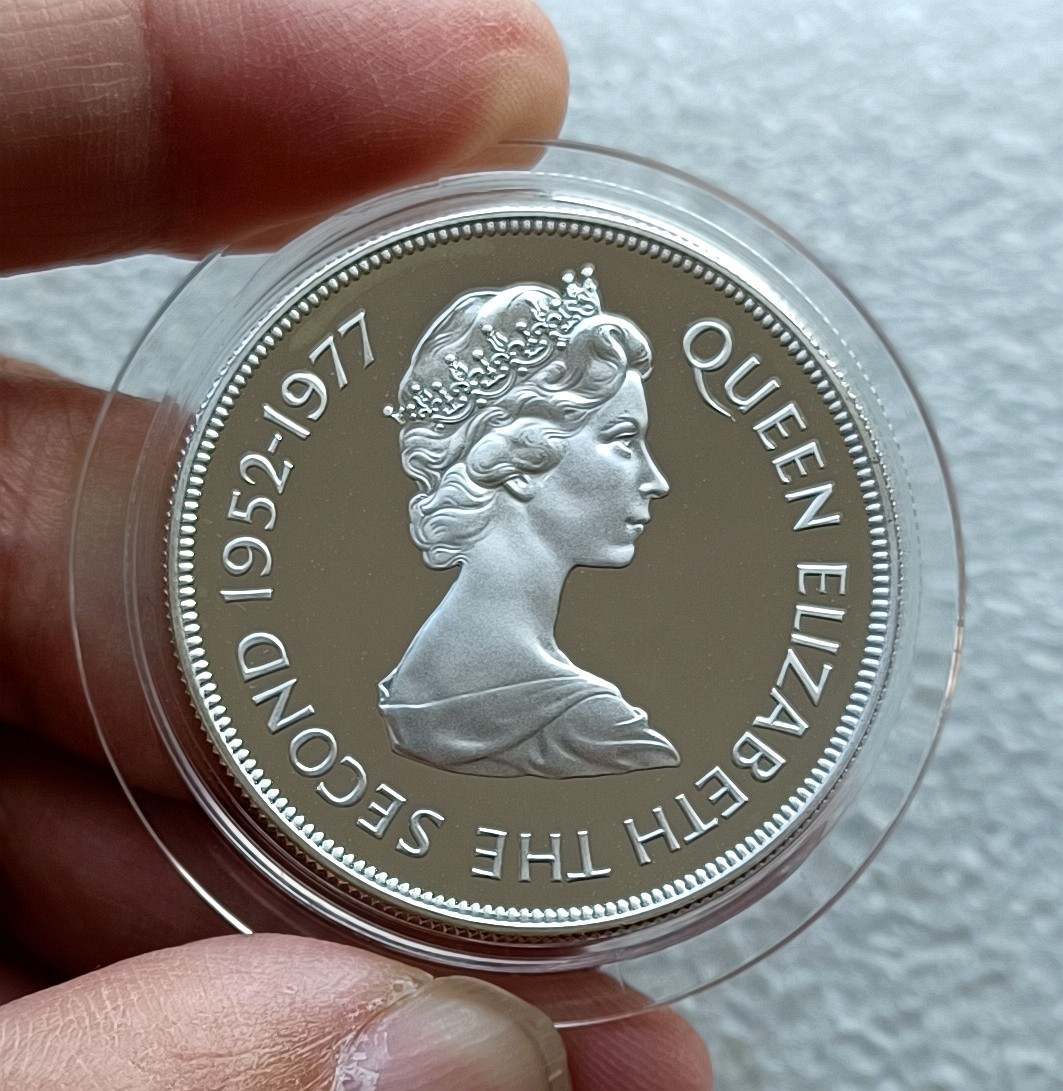 QUEEN ELIZABETH THE SECOND 1952-1977